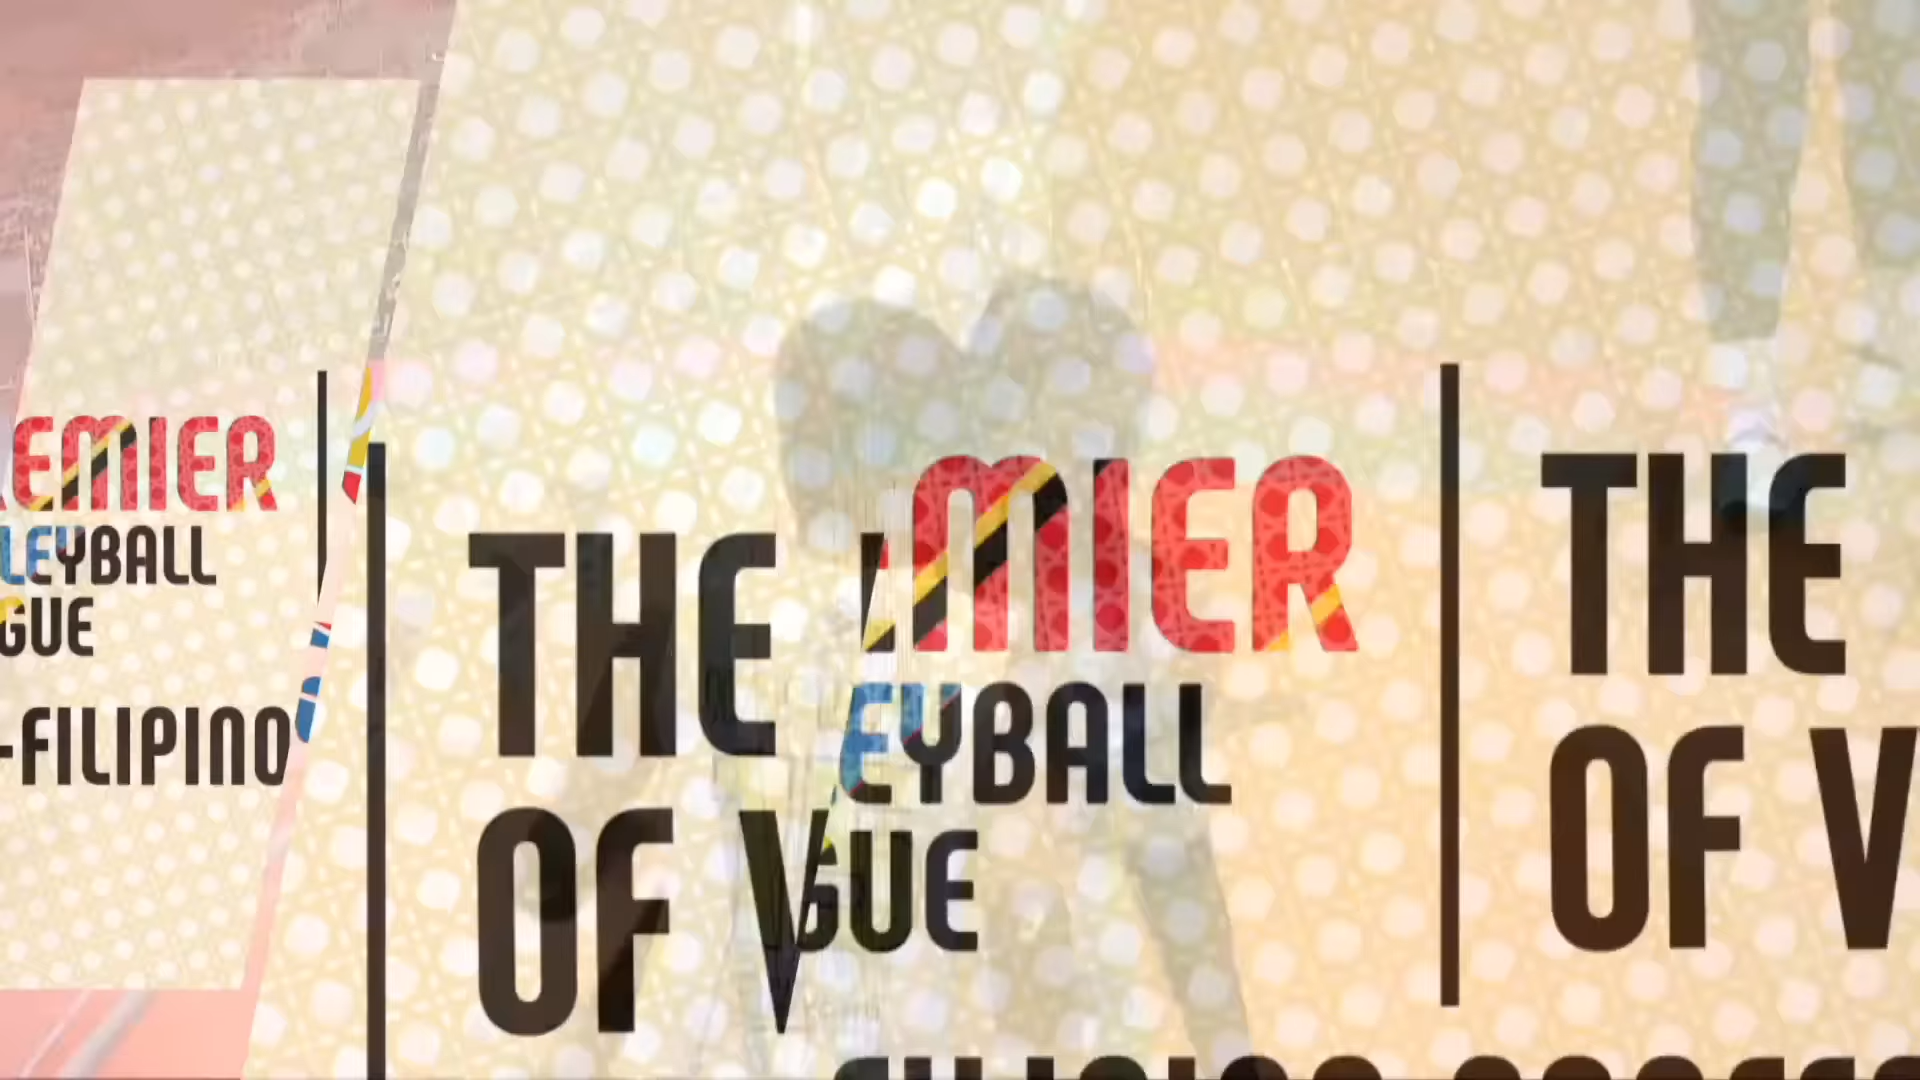 EMIER
LEYBALL
GUE
-FILIPINO
THE
OF V
MIER
EYBALL
GUE
THE
OF V